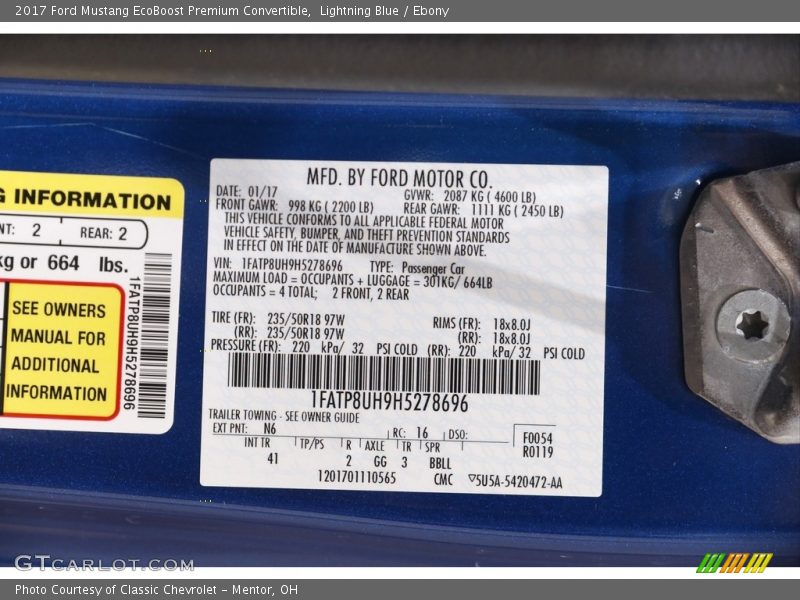 2017 Ford Mustang EcoBoost Premium Convertible,  Lightning Blue / Ebony
G INFORMATION
NT: 2 REAR: 2
kg or 664 lbs.
SEE OWNERS
MANUAL FOR
ADDITIONAL
INFORMATION
1FATP8UH9H5278696
MFD. BY FORD MOTOR CO.
DATE: 01/17 GVWR: 2087 KG ( 4600 LB)
FRONT GAWR: 998 KG ( 2200 LB) REAR GAWR: 1111 KG ( 2450 LB)
THIS VEHICLE CONFORMS TO ALL APPLICABLE FEDERAL MOTOR
VEHICLE SAFETY, BUMPER, AND THEFT PREVENTION STANDARDS
IN EFFECT ON THE DATE OF MANUFACTURE SHOWN ABOVE.
VIN: 1FATP8UH9H5278696 TYPE: Passenger Car
MAXIMUM LOAD = OCCUPANTS + LUGGAGE = 301KG/ 664LB
OCCUPANTS = 4 TOTAL; 2 FRONT, 2 REAR
TIRE (FR): 235/50R18 97W RIMS (FR): 18x8.0J
(RR): 235/50R18 97W (RR): 18x8.0J
PRESSURE (FR): 220 kPa/ 32 PSI COLD (RR): 220 kPa/ 32 PSI COLD
1FATP8UH9H5278696
TRAILER TOWING - SEE OWNER GUIDE
EXT PNT: N6 RC: 16 DSO: F0054
R0119
INT TR TP/PS R AXLE TR SPR
41 2 GG 3 BBLL
1201701110565 CMC 5U5A-5420472-AA
GTCARLOT.COM
Photo Courtesy of Classic Chevrolet - Mentor, OH